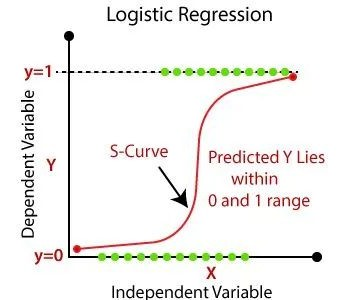 Logistic Regression
y=1
Dependent Variable
Y
S-Curve
Predicted Y Lies
within
0 and 1 range
y=0
X
Independent Variable